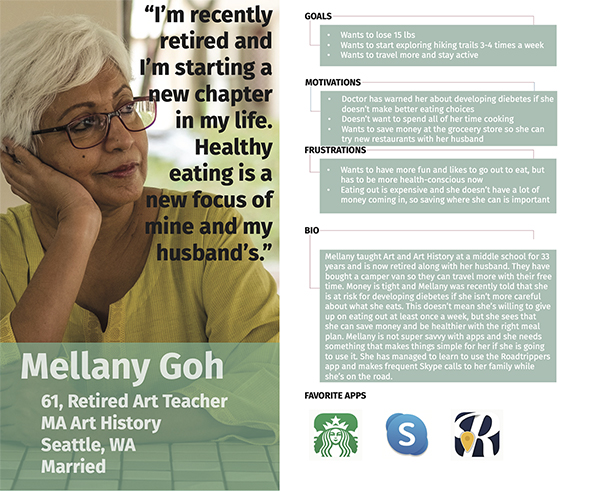 “I’m recently
retired and
I’m starting a
new chapter
in my life.
Healthy
eating is a
new focus of
mine and my
husband’s.”
Mellany Goh
61, Retired Art Teacher
MA Art History
Seattle, WA
Married
GOALS
• Wants to lose 15 lbs
• Wants to start exploring hiking trails 3-4 times a week
• Wants to travel more and stay active
MOTIVATIONS
• Doctor has warned her about developing diabetes if she
doesn’t make better eating choices
• Doesn’t want to spend all of her time cooking
• Wants to save money at the groceery store so she can
try new restaurants with her husband
FRUSTRATIONS
• Wants to have more fun and likes to go out to eat, but
has to be more health-conscious now
• Eating out is expensive and she doesn’t have a lot of
money coming in, so saving where she can is important
BIO
Mellany taught Art and Art History at a middle school for 33
years and is now retired along with her husband. They have
bought a camper van so they can travel more with their free
time. Money is tight and Mellany was recently told that she
is at risk for developing diabetes if she isn’t more careful
about what she eats. This doesn’t mean she’s willing to give
up on eating out at least once a week, but she sees that
she can save money and be healthier with the right meal
plan. Mellany is not super savvy with apps and she needs
something that makes things simple for her if she is going
to use it. She has managed to learn to use the Roadtrippers
app and makes frequent Skype calls to her family while
she’s on the road.
FAVORITE APPS
S
R